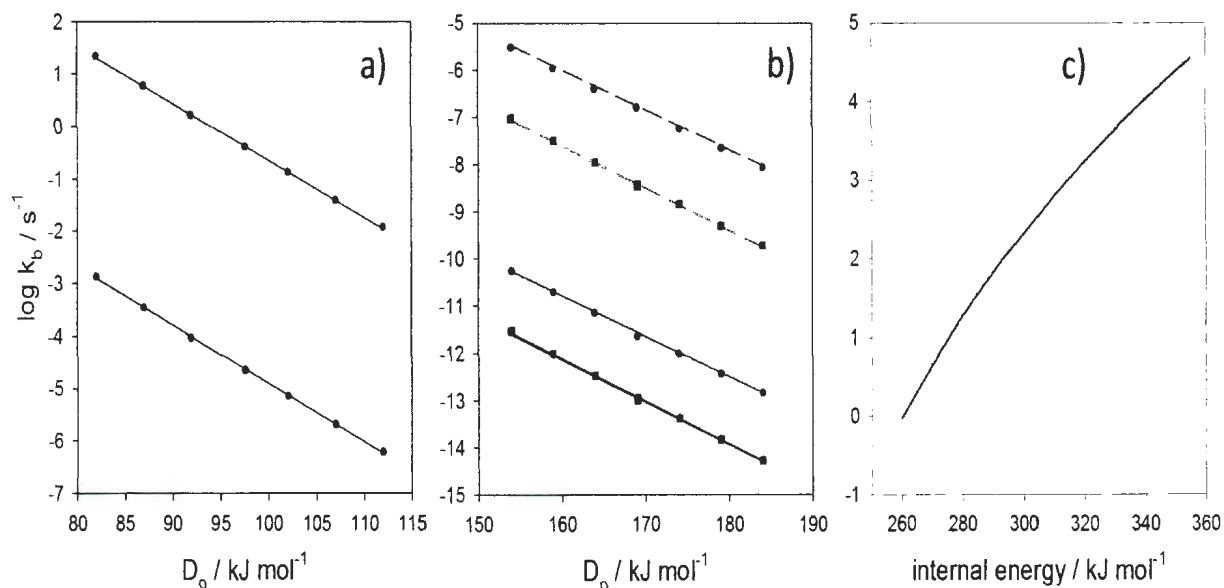 a)
2
1
0
-1
-2
-3
-4
-5
-6
-7
log k_b / s⁻¹
80 85 90 95 100 105 110 115
D_0 / kJ mol⁻¹
b)
-5
-6
-7
-8
-9
-10
-11
-12
-13
-14
-15
150 160 170 180 190
D_0 / kJ mol⁻¹
c)
5
4
3
2
1
0
-1
260 280 300 320 340 360
internal energy / kJ mol⁻¹